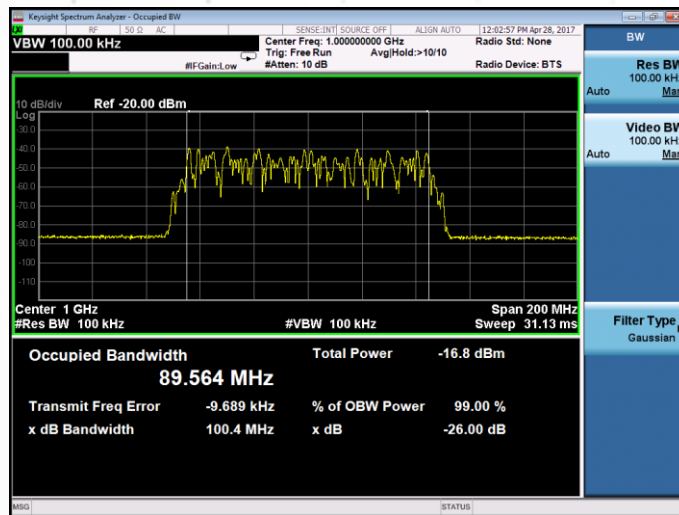 Keysight Spectrum Analyzer - Occupied BW
RF 50 Ω AC SENSE:INT SOURCE OFF ALIGN AUTO 12:02:57 PM Apr 28, 2017
VBW 100.00 kHz
Center Freq: 1.000000000 GHz Radio Std: None
Trig: Free Run Avg|Hold:>10/10
#IFGain:Low #Atten: 10 dB Radio Device: BTS
BW
Res BW
100.00 kHz
Auto Man
Video BW
100.00 kHz
Auto Man
Filter Type
Gaussian
10 dB/div Ref -20.00 dBm
Log
-30.0
-40.0
-50.0
-60.0
-70.0
-80.0
-90.0
-100
-110
Center 1 GHz Span 200 MHz
#Res BW 100 kHz #VBW 100 kHz Sweep 31.13 ms
Occupied Bandwidth Total Power -16.8 dBm
89.564 MHz
Transmit Freq Error -9.689 kHz % of OBW Power 99.00 %
x dB Bandwidth 100.4 MHz x dB -26.00 dB
MSG STATUS